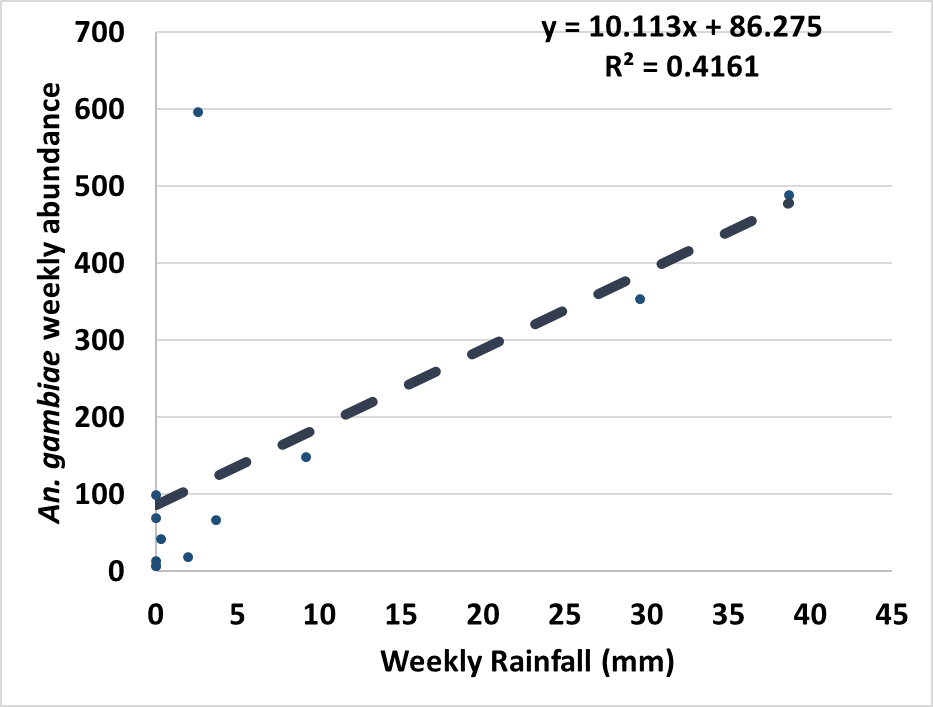 y = 10.113x + 86.275
R² = 0.4161
An. gambiae weekly abundance
700
600
500
400
300
200
100
0
0 5 10 15 20 25 30 35 40 45
Weekly Rainfall (mm)